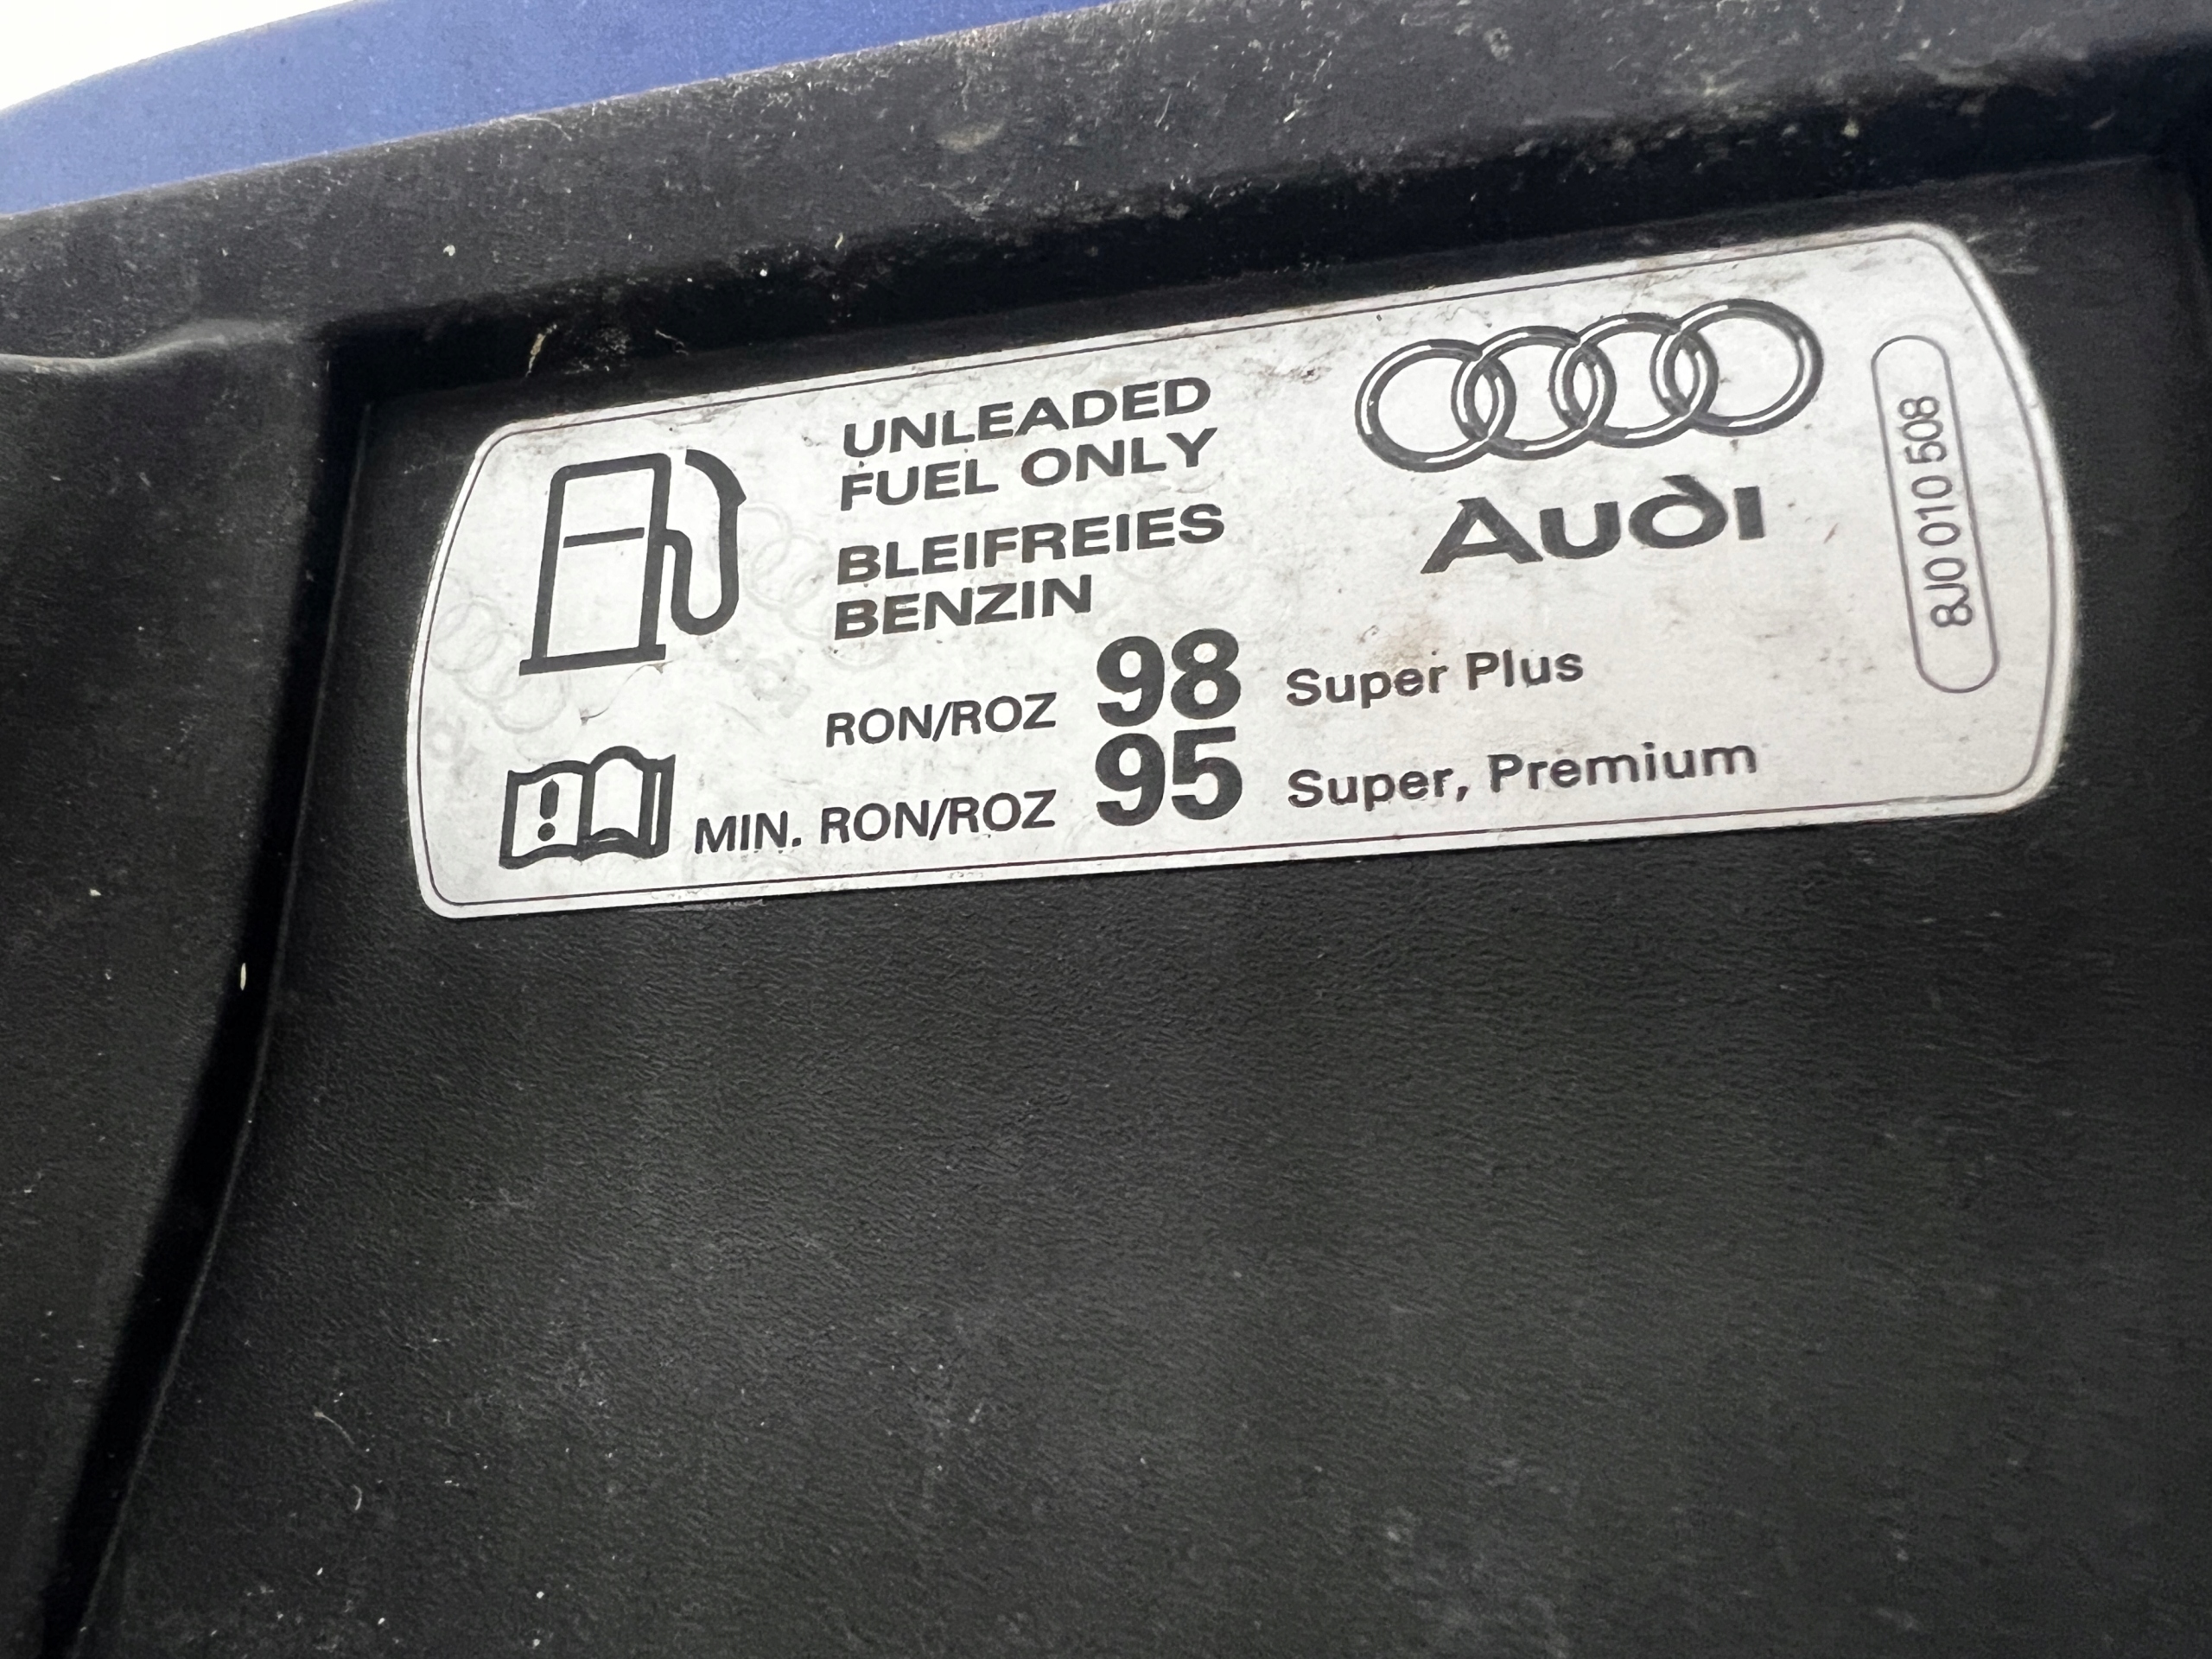 UNLEADED
FUEL ONLY
BLEIFREIES
BENZIN
Audi
8J0 010 508
RON/ROZ 98 Super Plus
MIN. RON/ROZ 95 Super, Premium